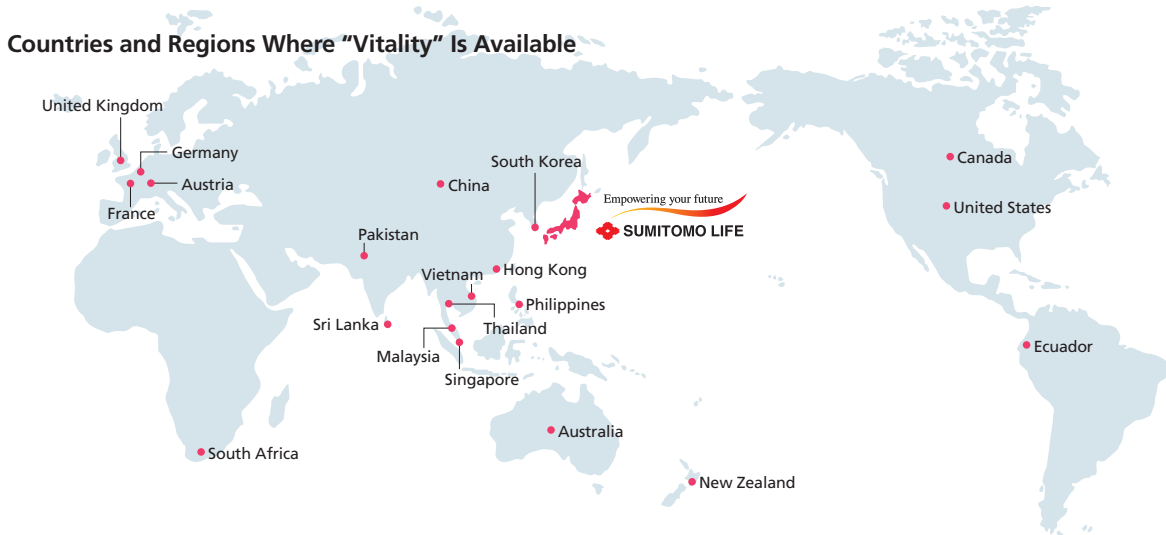 Countries and Regions Where “Vitality” Is Available
United Kingdom
Germany
Austria
France
South Korea
China
Empowering your future
SUMITOMO LIFE
Canada
United States
Pakistan
Vietnam
Hong Kong
Philippines
Sri Lanka
Thailand
Malaysia
Singapore
Ecuador
Australia
South Africa
New Zealand